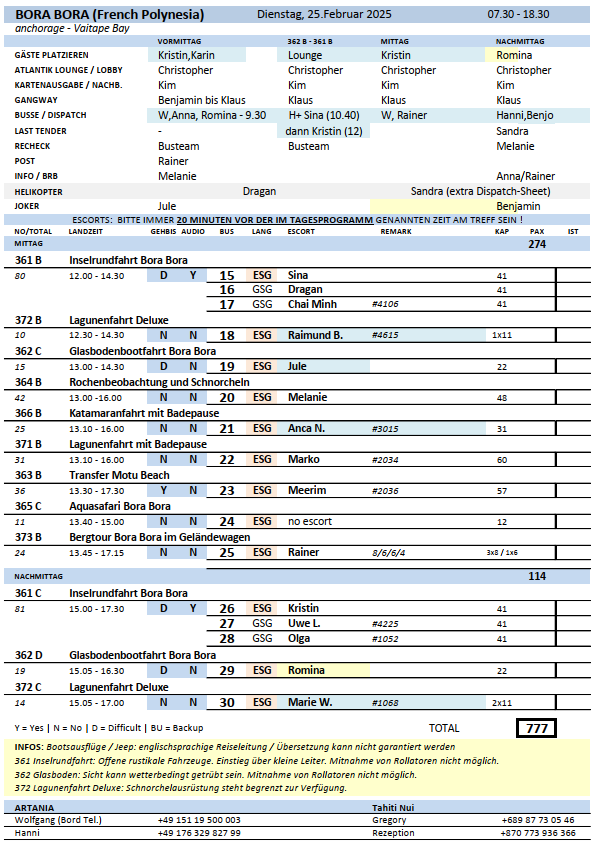 BORA BORA (French Polynesia) Dienstag, 25.Februar 2025 07.30 - 18.30
anchorage - Vaitape Bay
VORMITTAG 362 B - 361 B MITTAG NACHMITTAG
GÄSTE PLATZIEREN Kristin,Karin Lounge Kristin Romina
ATLANTIK LOUNGE / LOBBY Christopher Christopher Christopher Christopher
KARTENAUSGABE / NACHB. Kim Kim Kim Kim
GANGWAY Benjamin bis Klaus Klaus Klaus Klaus
BUSSE / DISPATCH W,Anna, Romina - 9.30 H+ Sina (10.40) W, Rainer Hanni,Benjo
LAST TENDER - dann Kristin (12) Sandra
RECHECK Busteam Busteam Melanie
POST Rainer
INFO / BRB Melanie Anna/Rainer
HELIKOPTER Dragan Sandra (extra Dispatch-Sheet)
JOKER Jule Benjamin
ESCORTS: BITTE IMMER 20 MINUTEN VOR DER IM TAGESPROGRAMM GENANNTEN ZEIT AM TREFF SEIN !
NO/TOTAL LANDZEIT GEHBIS AUDIO BUS LANG ESCORT REMARK KAP PAX IST
MITTAG 274
361 B Inselrundfahrt Bora Bora
80 12.00 - 14.30 D Y 15 ESG Sina 41
16 GSG Dragan 41
17 GSG Chai Minh #4106 41
372 B Lagunenfahrt Deluxe
10 12.30 - 14.30 N N 18 ESG Raimund B. #4615 1x11
362 C Glasbodenbootfahrt Bora Bora
15 13.00 - 14.30 D N 19 ESG Jule 22
364 B Rochenbeobachtung und Schnorcheln
42 13.00 -16.00 N N 20 ESG Melanie 48
366 B Katamaranfahrt mit Badepause
25 13.10 - 16.00 N N 21 ESG Anca N. #3015 31
371 B Lagunenfahrt mit Badepause
31 13.10 - 16.00 N N 22 ESG Marko #2034 60
363 B Transfer Motu Beach
36 13.30 - 17.30 Y N 23 ESG Meerim #2036 57
365 C Aquasafari Bora Bora
11 13.40 - 15.00 N N 24 ESG no escort 12
373 B Bergtour Bora Bora im Geländewagen
24 13.45 - 17.15 N N 25 ESG Rainer 8/6/6/4 3x8 / 1x6
NACHMITTAG 114
361 C Inselrundfahrt Bora Bora
81 15.00 - 17.30 D Y 26 ESG Kristin 41
27 GSG Uwe L. #4225 41
28 GSG Olga #1052 41
362 D Glasbodenbootfahrt Bora Bora
19 15.05 - 16.30 D N 29 ESG Romina 22
372 C Lagunenfahrt Deluxe
14 15.05 - 17.00 N N 30 ESG Marie W. #1068 2x11
Y = Yes | N = No | D = Difficult | BU = Backup TOTAL 777
INFOS: Bootsausflüge / Jeep: englischsprachige Reiseleitung / Übersetzung kann nicht garantiert werden
361 Inselrundfahrt: Offene rustikale Fahrzeuge. Einstieg über kleine Leiter. Mitnahme von Rollatoren nicht möglich.
362 Glasboden: Sicht kann wetterbedingt getrübt sein. Mitnahme von Rollatoren nicht möglich.
372 Lagunenfahrt Deluxe: Schnorchelausrüstung steht begrenzt zur Verfügung.
ARTANIA Tahiti Nui
Wolfgang (Bord Tel.) +49 151 19 500 003 Gregory +689 87 73 05 46
Hanni +49 176 329 827 99 Rezeption +870 773 936 366